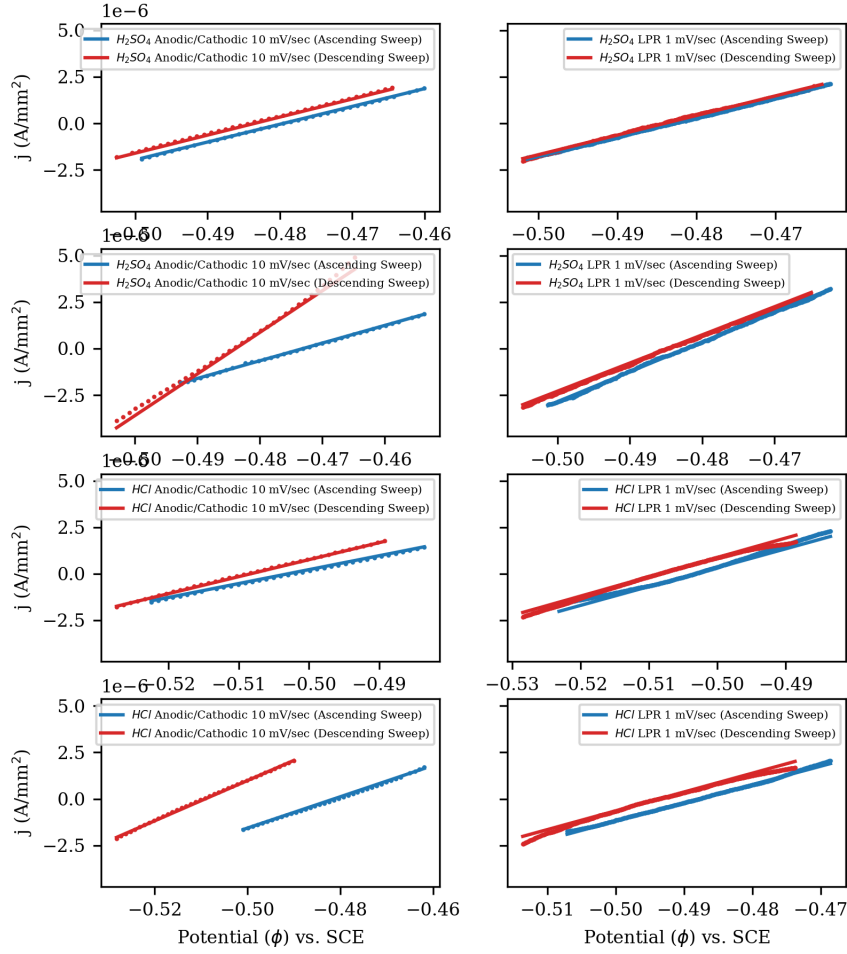 1e−6
5.0
2.5
0.0
−2.5
j (A/mm²)
H₂SO₄ Anodic/Cathodic 10 mV/sec (Ascending Sweep)
H₂SO₄ Anodic/Cathodic 10 mV/sec (Descending Sweep)
−0.50 −0.49 −0.48 −0.47 −0.46
H₂SO₄ LPR 1 mV/sec (Ascending Sweep)
H₂SO₄ LPR 1 mV/sec (Descending Sweep)
−0.50 −0.49 −0.48 −0.47
1e−6
5.0
2.5
0.0
−2.5
j (A/mm²)
H₂SO₄ Anodic/Cathodic 10 mV/sec (Ascending Sweep)
H₂SO₄ Anodic/Cathodic 10 mV/sec (Descending Sweep)
−0.50 −0.49 −0.48 −0.47 −0.46
H₂SO₄ LPR 1 mV/sec (Ascending Sweep)
H₂SO₄ LPR 1 mV/sec (Descending Sweep)
−0.50 −0.49 −0.48 −0.47
1e−6
5.0
2.5
0.0
−2.5
j (A/mm²)
HCl Anodic/Cathodic 10 mV/sec (Ascending Sweep)
HCl Anodic/Cathodic 10 mV/sec (Descending Sweep)
−0.52 −0.51 −0.50 −0.49
HCl LPR 1 mV/sec (Ascending Sweep)
HCl LPR 1 mV/sec (Descending Sweep)
−0.53 −0.52 −0.51 −0.50 −0.49
1e−6
5.0
2.5
0.0
−2.5
j (A/mm²)
HCl Anodic/Cathodic 10 mV/sec (Ascending Sweep)
HCl Anodic/Cathodic 10 mV/sec (Descending Sweep)
−0.52 −0.50 −0.48 −0.46
Potential (ϕ) vs. SCE
HCl LPR 1 mV/sec (Ascending Sweep)
HCl LPR 1 mV/sec (Descending Sweep)
−0.51 −0.50 −0.49 −0.48 −0.47
Potential (ϕ) vs. SCE